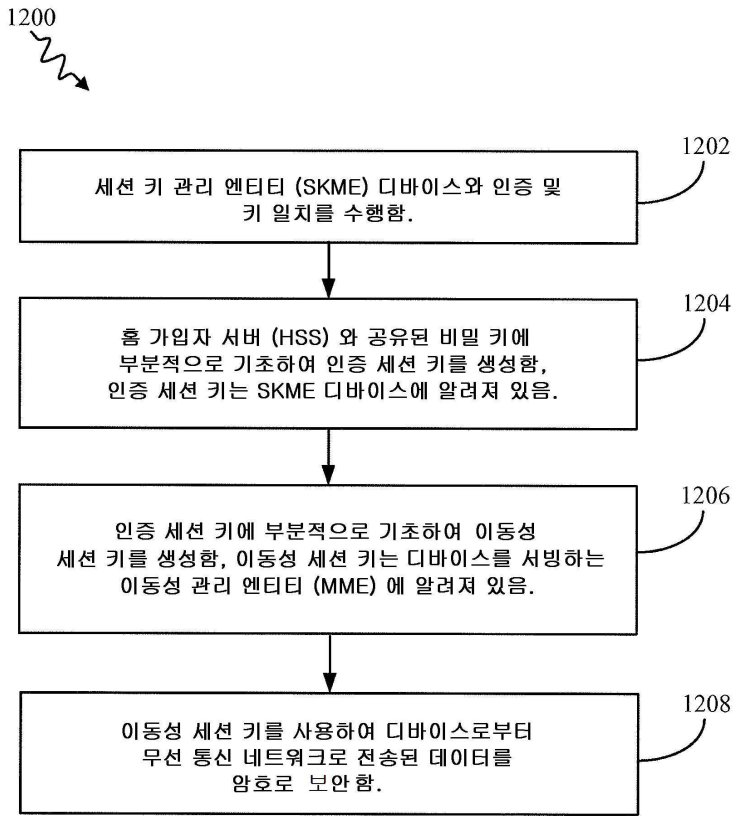 1200
1202
세션 키 관리 엔티티 (SKME) 디바이스와 인증 및
키 일치를 수행함.
1204
홈 가입자 서버 (HSS) 와 공유된 비밀 키에
부분적으로 기초하여 인증 세션 키를 생성함,
인증 세션 키는 SKME 디바이스에 알려져 있음.
1206
인증 세션 키에 부분적으로 기초하여 이동성
세션 키를 생성함, 이동성 세션 키는 디바이스를 서빙하는
이동성 관리 엔티티 (MME) 에 알려져 있음.
1208
이동성 세션 키를 사용하여 디바이스로부터
무선 통신 네트워크로 전송된 데이터를
암호로 보안함.